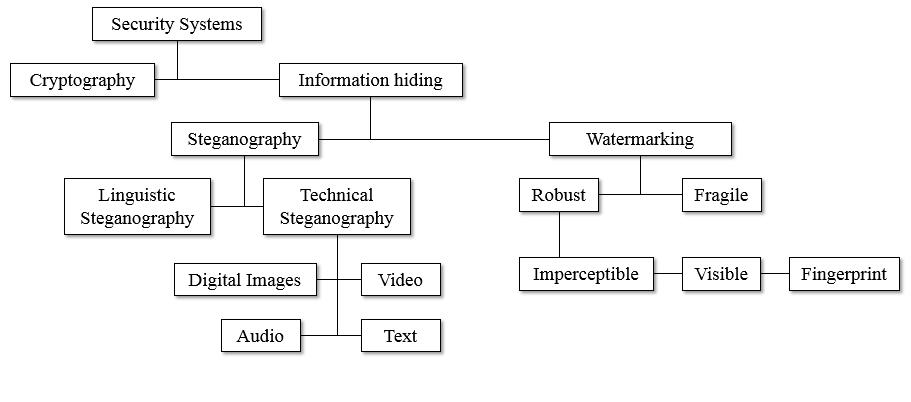 Security Systems
Cryptography
Information hiding
Steganography
Watermarking
Linguistic
Steganography
Technical
Steganography
Robust
Fragile
Digital Images
Video
Imperceptible
Visible
Fingerprint
Audio
Text